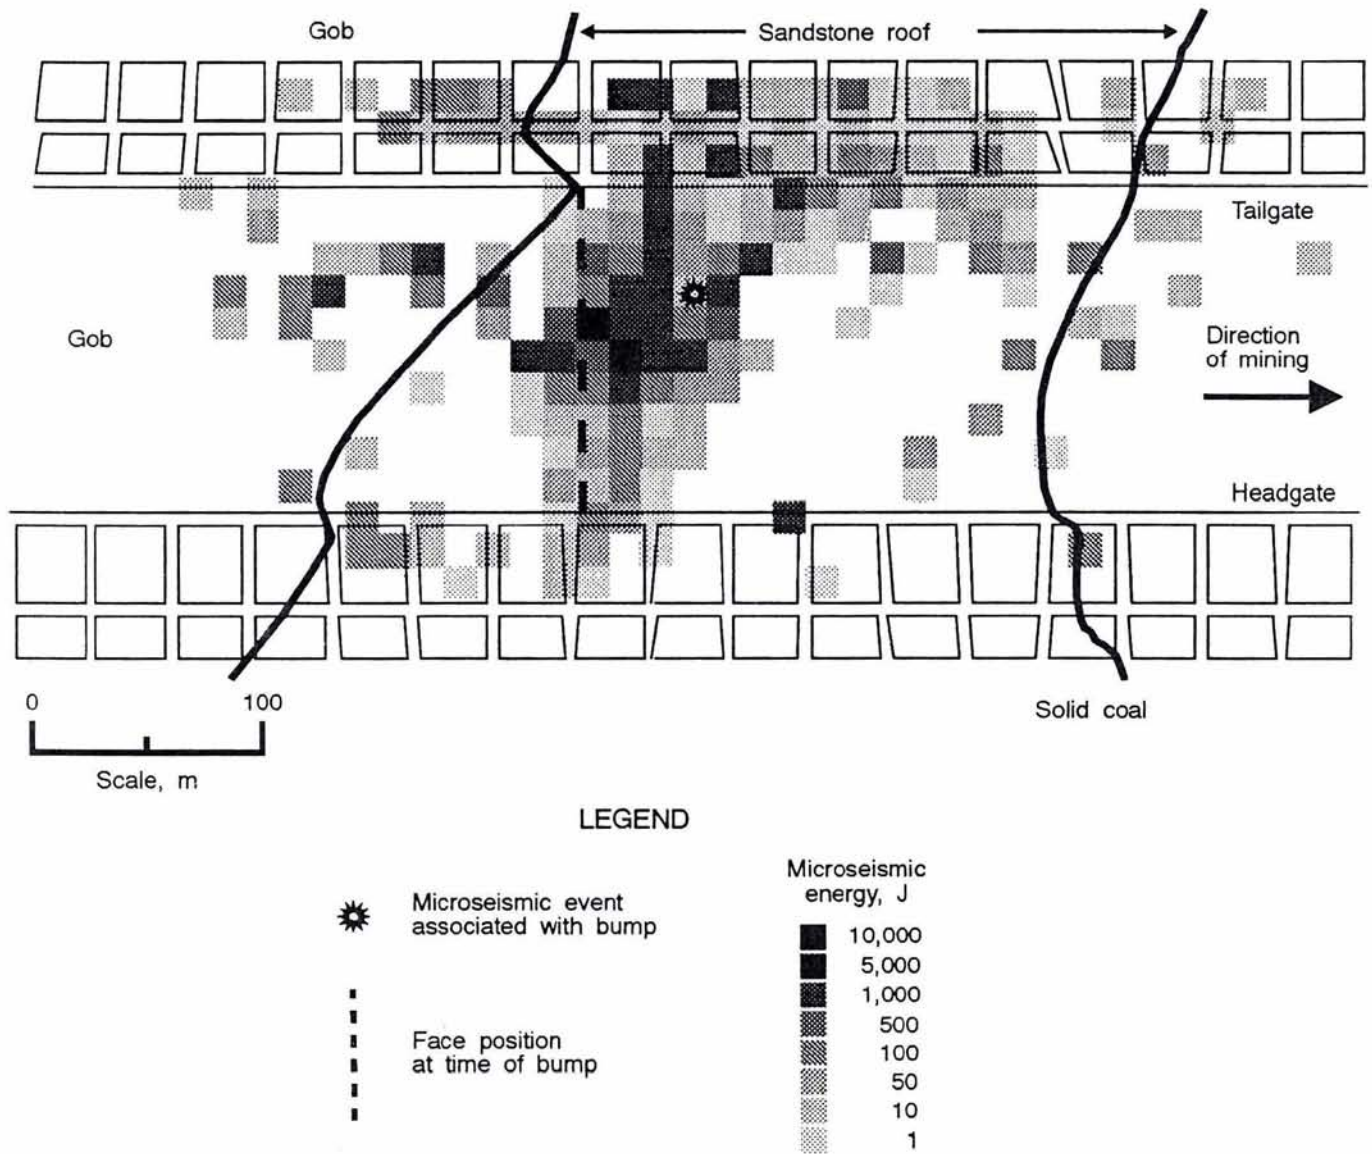 Gob
Sandstone roof
Tailgate
Gob
Direction
of mining
Headgate
Solid coal
0 100
Scale, m
LEGEND
Microseismic event
associated with bump
Face position
at time of bump
Microseismic
energy, J
10,000
5,000
1,000
500
100
50
10
1